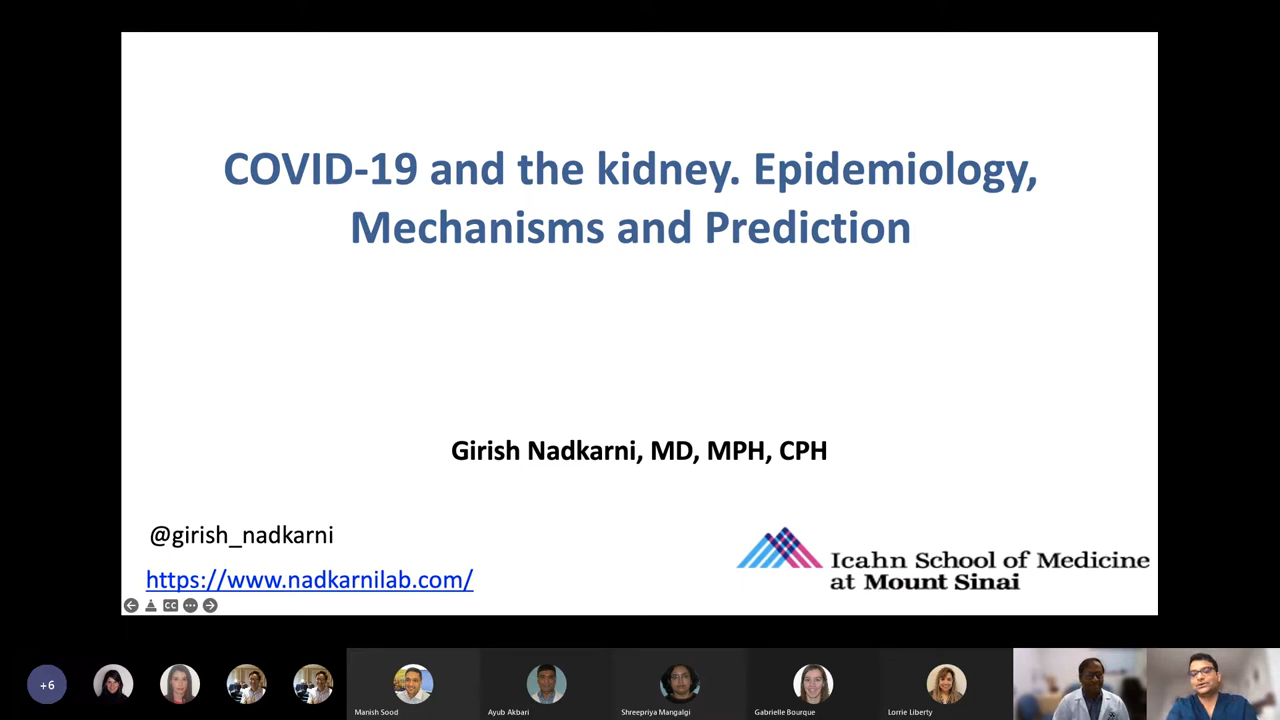 COVID-19 and the kidney. Epidemiology,
Mechanisms and Prediction
Girish Nadkarni, MD, MPH, CPH
@girish_nadkarni
https://www.nadkarnilab.com/
Icahn School of Medicine
at Mount Sinai
CC
+6
Manish Sood
Ayub Akbari
Shreepriya Mangalgi
Gabrielle Bourque
Lorrie Liberty